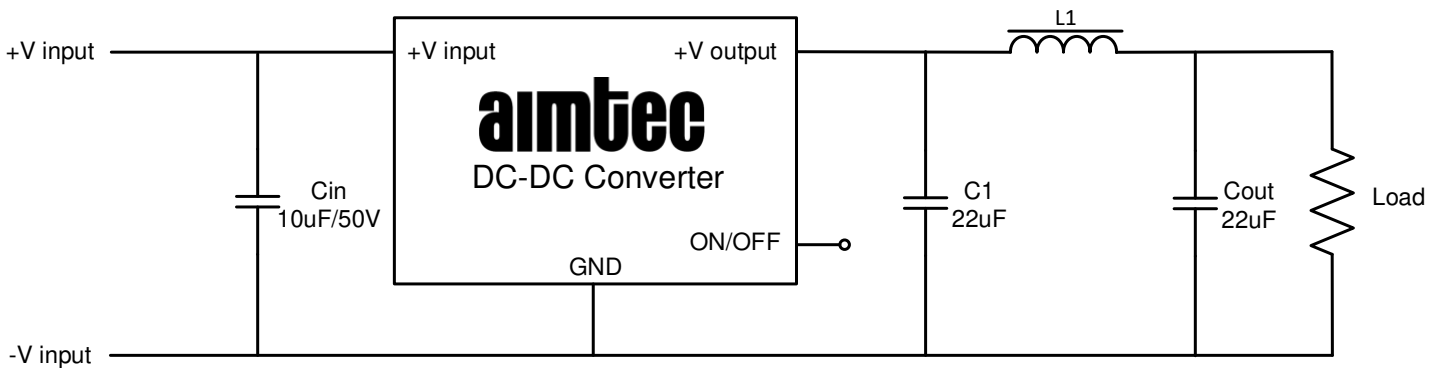 L1
+V input
+V input
+V output
aimtec
DC-DC Converter
Cin
10uF/50V
C1
22uF
Cout
22uF
Load
ON/OFF
GND
-V input